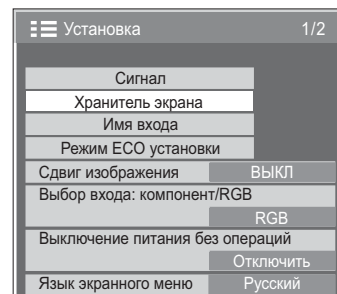 Установка 1/2
Сигнал
Хранитель экрана
Имя входа
Режим ECO установки
Сдвиг изображения ВЫКЛ
Выбор входа: компонент/RGB
RGB
Выключение питания без операций
Отключить
Язык экранного меню Русский